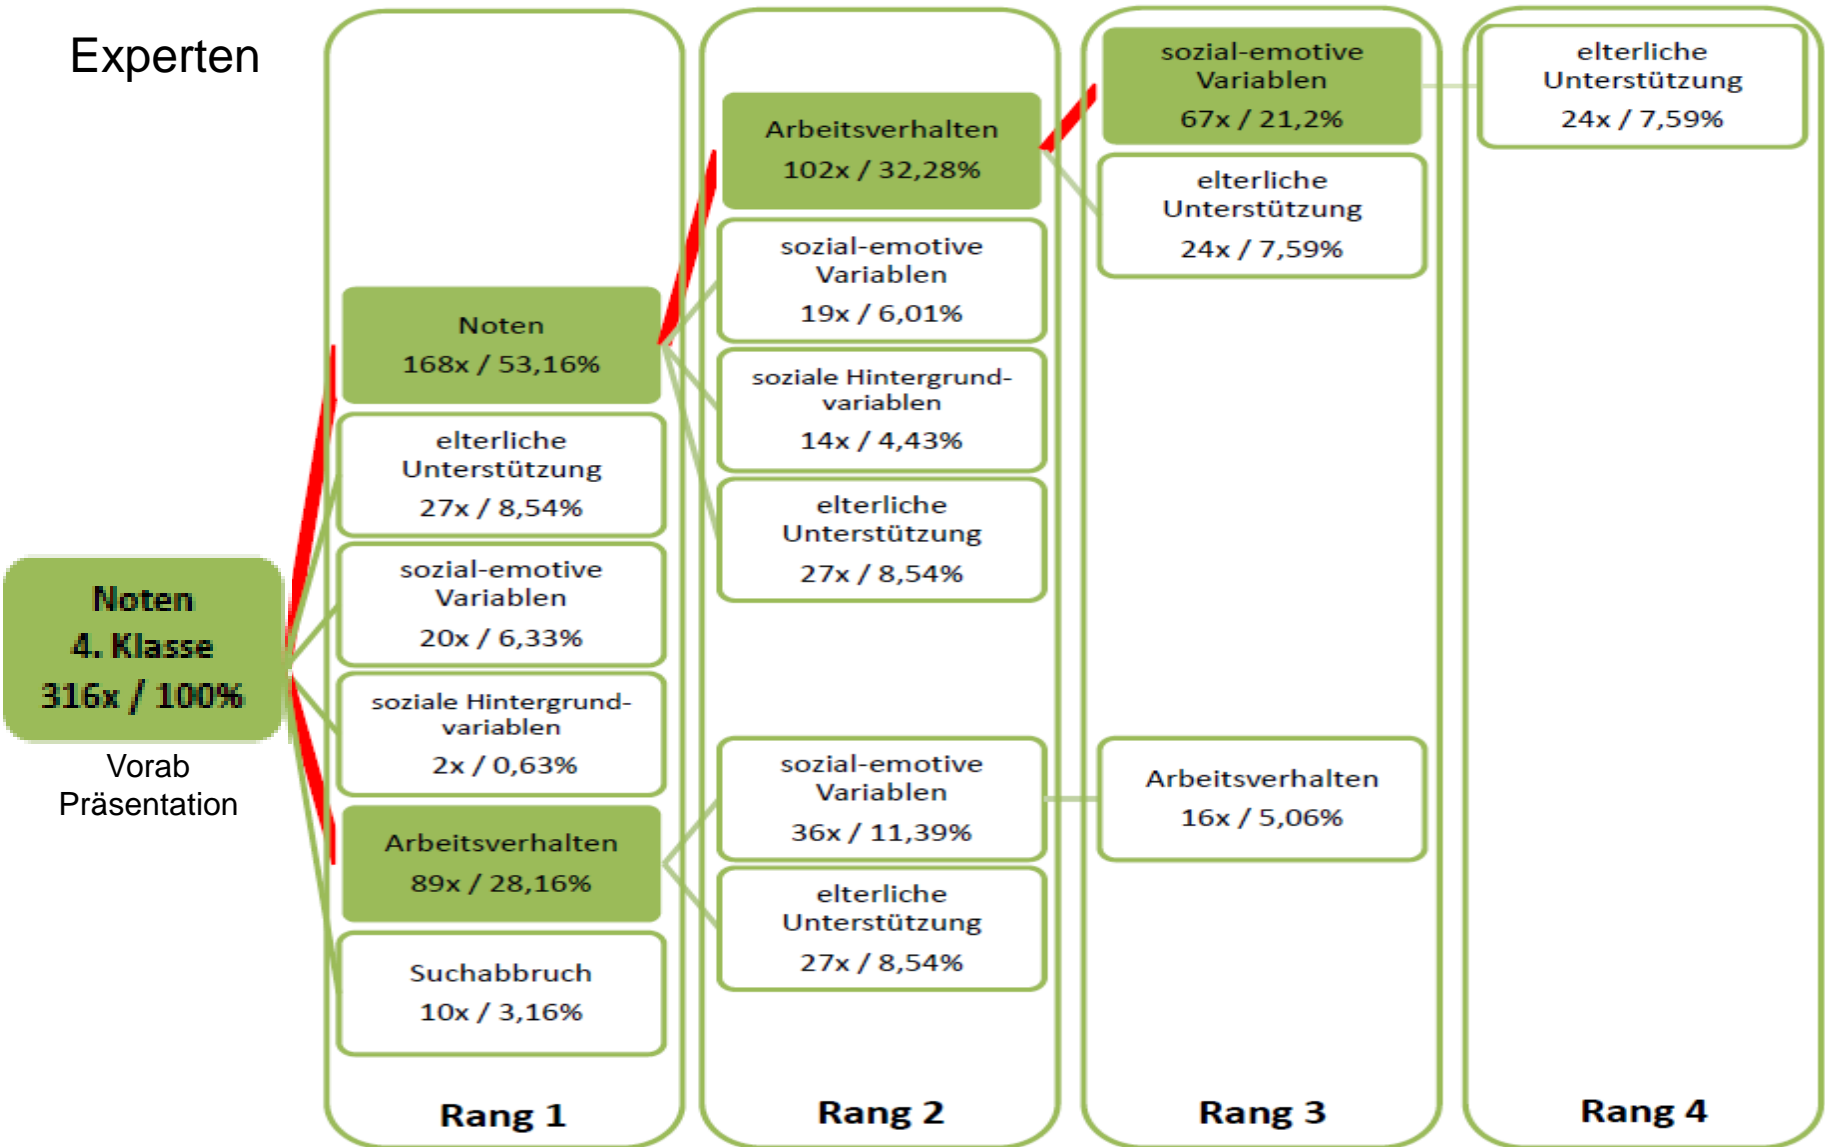 Experten
Noten
4. Klasse
316x / 100%
Vorab
Präsentation
Noten
168x / 53,16%
elterliche
Unterstützung
27x / 8,54%
sozial-emotive
Variablen
20x / 6,33%
soziale Hintergrund-
variablen
2x / 0,63%
Arbeitsverhalten
89x / 28,16%
Suchabbruch
10x / 3,16%
Rang 1
Arbeitsverhalten
102x / 32,28%
sozial-emotive
Variablen
19x / 6,01%
soziale Hintergrund-
variablen
14x / 4,43%
elterliche
Unterstützung
27x / 8,54%
sozial-emotive
Variablen
36x / 11,39%
elterliche
Unterstützung
27x / 8,54%
Rang 2
sozial-emotive
Variablen
67x / 21,2%
elterliche
Unterstützung
24x / 7,59%
Arbeitsverhalten
16x / 5,06%
Rang 3
elterliche
Unterstützung
24x / 7,59%
Rang 4